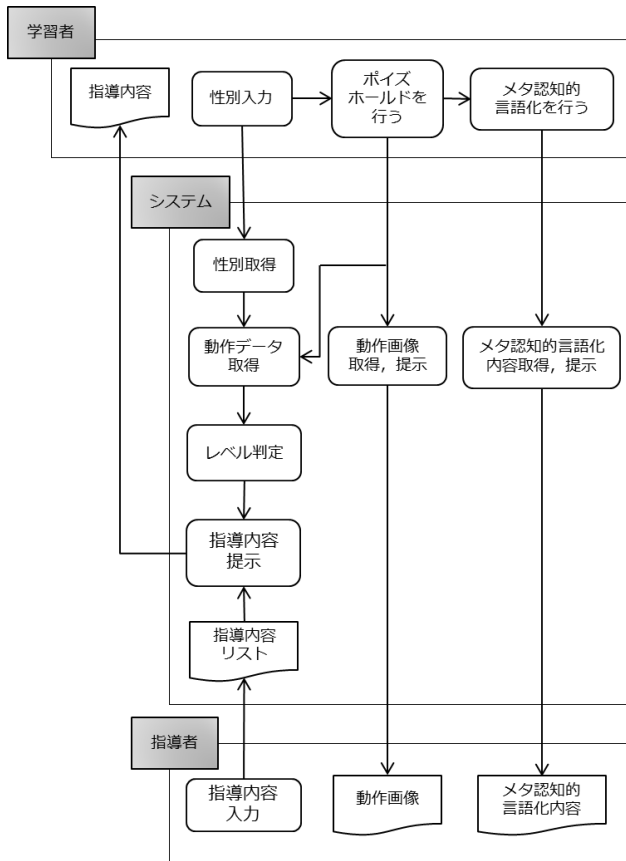 学習者
指導内容
性別入力
ポイズ
ホールドを
行う
メタ認知的
言語化を行う
システム
性別取得
動作データ
取得
動作画像
取得，提示
メタ認知的言語化
内容取得，提示
レベル判定
指導内容
提示
指導内容
リスト
指導者
指導内容
入力
動作画像
メタ認知的
言語化内容